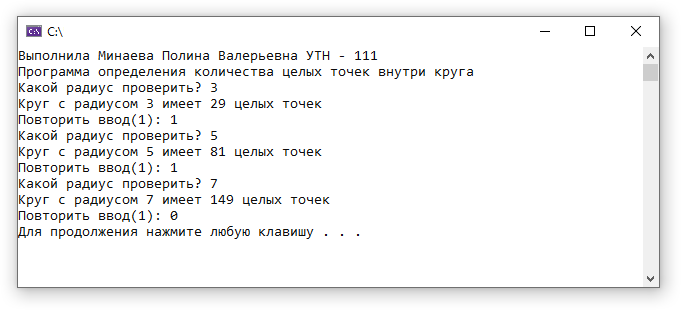 C:\ C:\
Выполнила Минаева Полина Валерьевна УТН - 111
Программа определения количества целых точек внутри круга
Какой радиус проверить? 3
Круг с радиусом 3 имеет 29 целых точек
Повторить ввод(1): 1
Какой радиус проверить? 5
Круг с радиусом 5 имеет 81 целых точек
Повторить ввод(1): 1
Какой радиус проверить? 7
Круг с радиусом 7 имеет 149 целых точек
Повторить ввод(1): 0
Для продолжения нажмите любую клавишу . . .